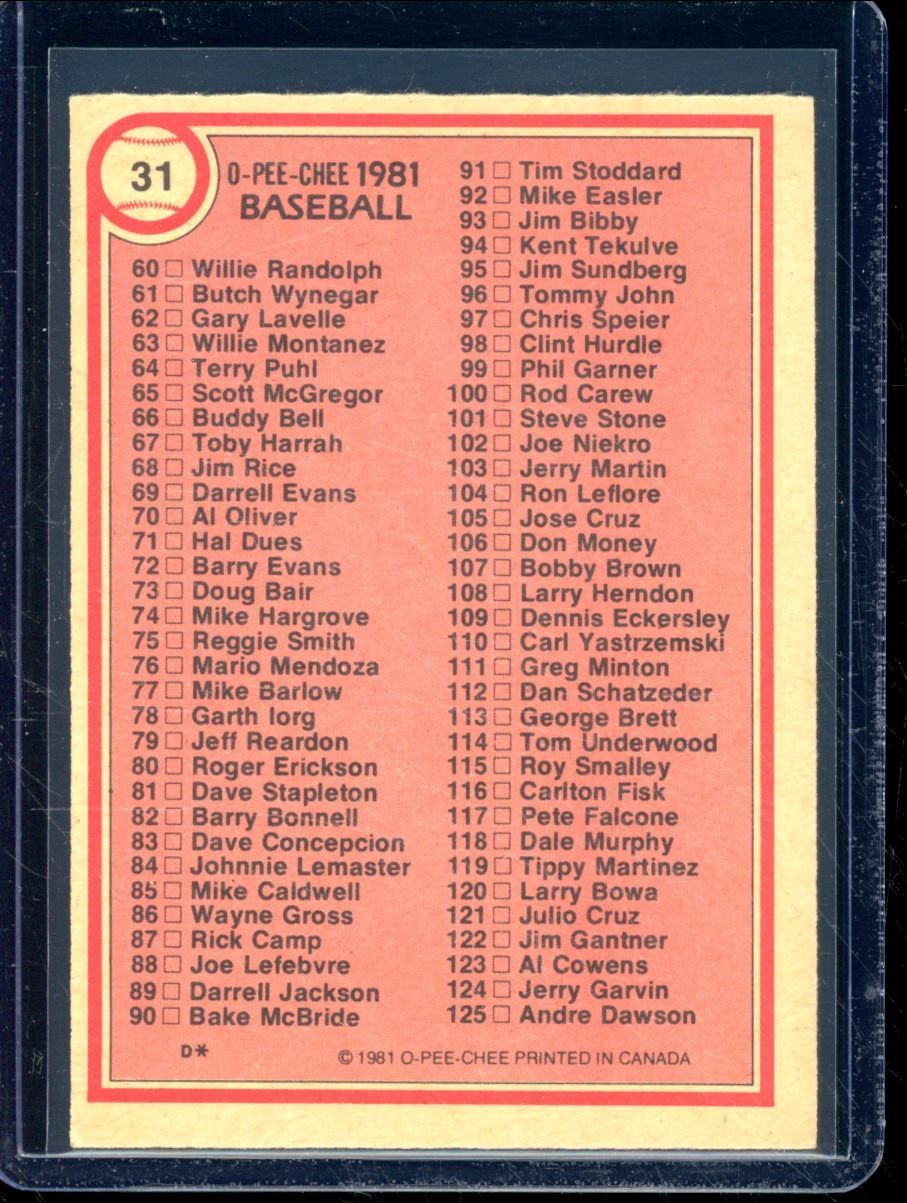 31
O-PEE-CHEE 1981
BASEBALL
60 □ Willie Randolph
61 □ Butch Wynegar
62 □ Gary Lavelle
63 □ Willie Montanez
64 □ Terry Puhl
65 □ Scott McGregor
66 □ Buddy Bell
67 □ Toby Harrah
68 □ Jim Rice
69 □ Darrell Evans
70 □ Al Oliver
71 □ Hal Dues
72 □ Barry Evans
73 □ Doug Bair
74 □ Mike Hargrove
75 □ Reggie Smith
76 □ Mario Mendoza
77 □ Mike Barlow
78 □ Garth Iorg
79 □ Jeff Reardon
80 □ Roger Erickson
81 □ Dave Stapleton
82 □ Barry Bonnell
83 □ Dave Concepcion
84 □ Johnnie Lemaster
85 □ Mike Caldwell
86 □ Wayne Gross
87 □ Rick Camp
88 □ Joe Lefebvre
89 □ Darrell Jackson
90 □ Bake McBride
91 □ Tim Stoddard
92 □ Mike Easler
93 □ Jim Bibby
94 □ Kent Tekulve
95 □ Jim Sundberg
96 □ Tommy John
97 □ Chris Speier
98 □ Clint Hurdle
99 □ Phil Garner
100 □ Rod Carew
101 □ Steve Stone
102 □ Joe Niekro
103 □ Jerry Martin
104 □ Ron Leflore
105 □ Jose Cruz
106 □ Don Money
107 □ Bobby Brown
108 □ Larry Herndon
109 □ Dennis Eckersley
110 □ Carl Yastrzemski
111 □ Greg Minton
112 □ Dan Schatzeder
113 □ George Brett
114 □ Tom Underwood
115 □ Roy Smalley
116 □ Carlton Fisk
117 □ Pete Falcone
118 □ Dale Murphy
119 □ Tippy Martinez
120 □ Larry Bowa
121 □ Julio Cruz
122 □ Jim Gantner
123 □ Al Cowens
124 □ Jerry Garvin
125 □ Andre Dawson
D* © 1981 O-PEE-CHEE PRINTED IN CANADA